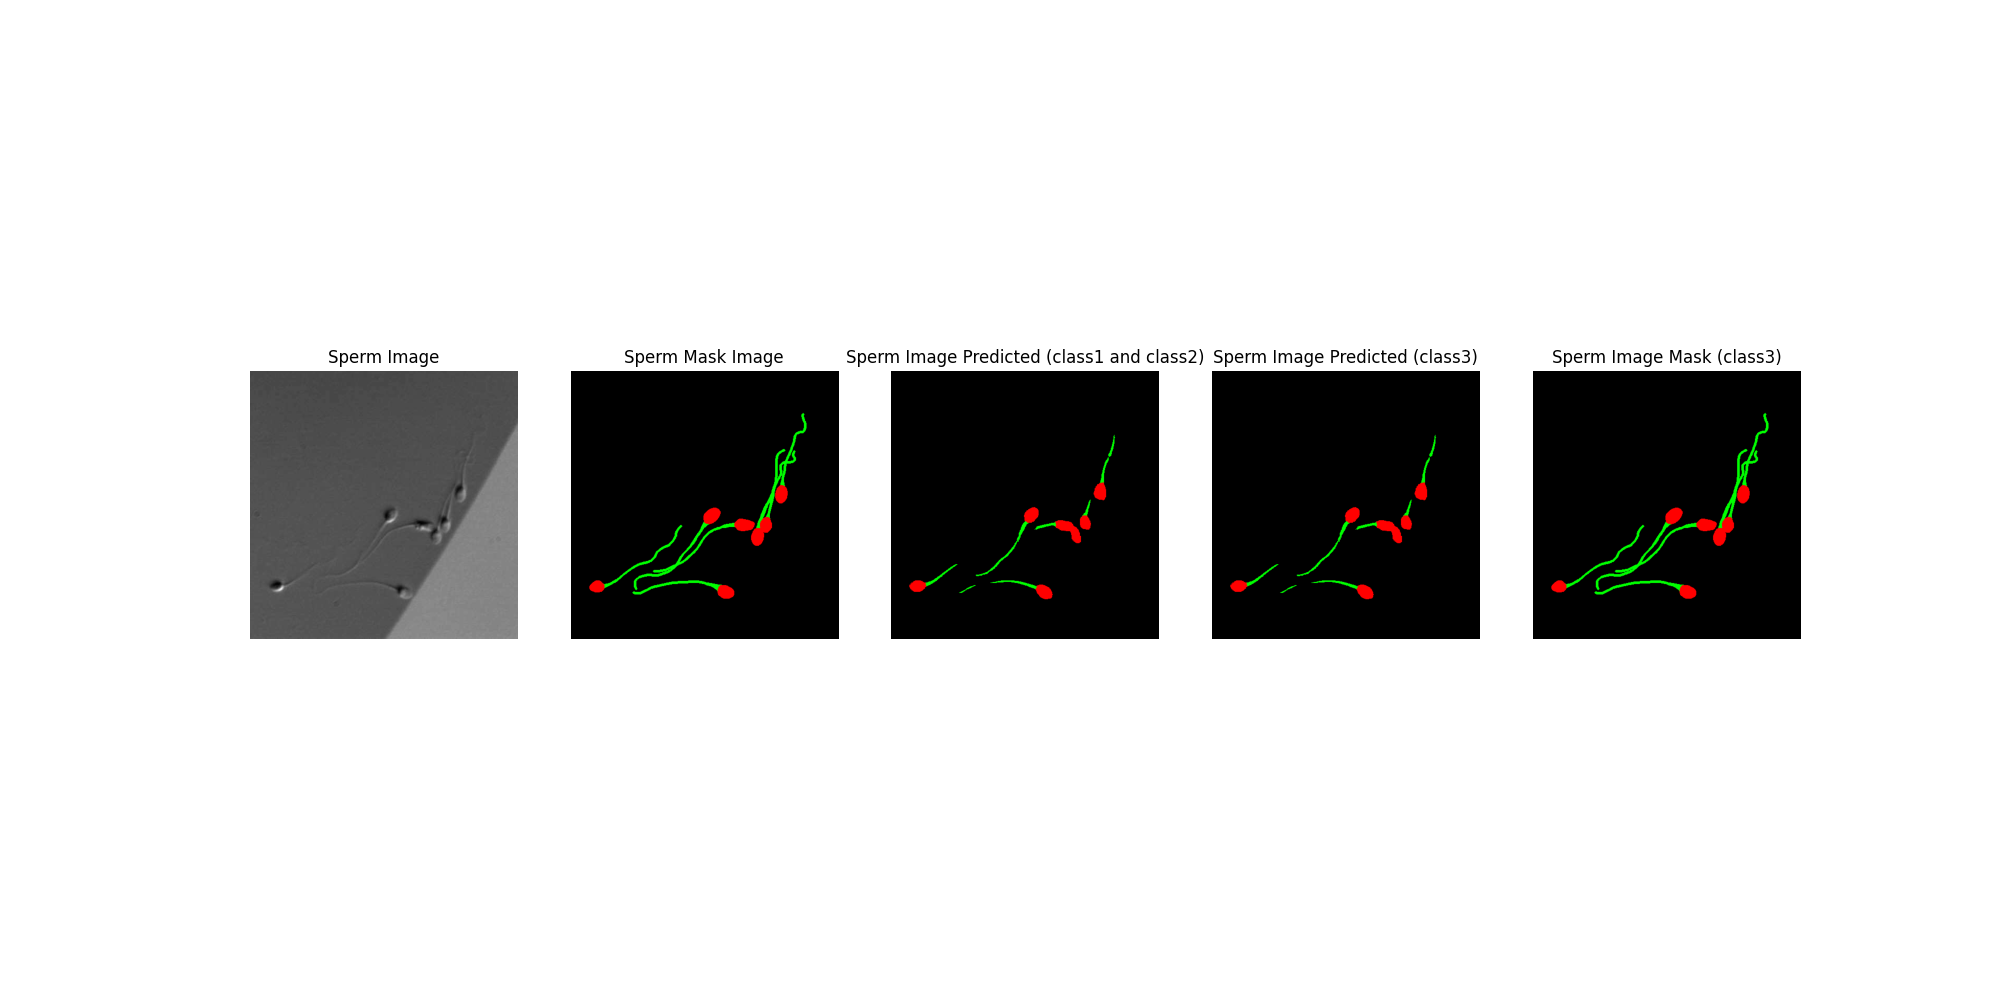 Sperm Image
Sperm Mask Image
Sperm Image Predicted (class1 and class2)
Sperm Image Predicted (class3)
Sperm Image Mask (class3)